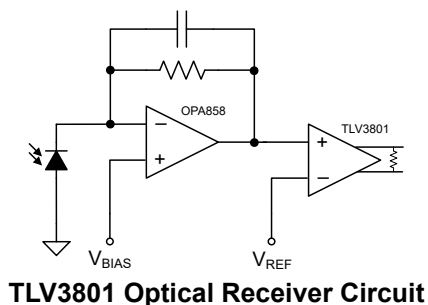 OPA858
TLV3801
−
+
+
−
VBIAS
VREF
TLV3801 Optical Receiver Circuit